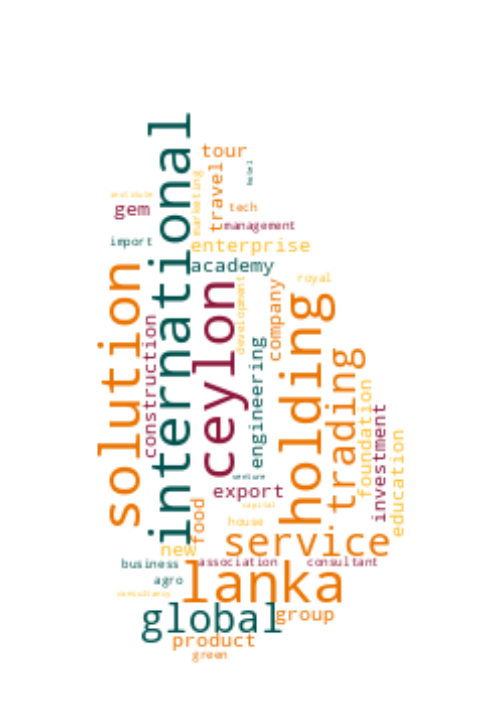 international
tour
hotel
travel
marketing
institute
gem
tech
management
import
enterprise
academy
royal
solution
ceylon
development
company
holding
construction
engineering
trading
foundation
investment
education
venture
export
capital
food
house
service
new
business
association
consultant
agro
lanka
consultancy
global
group
product
green